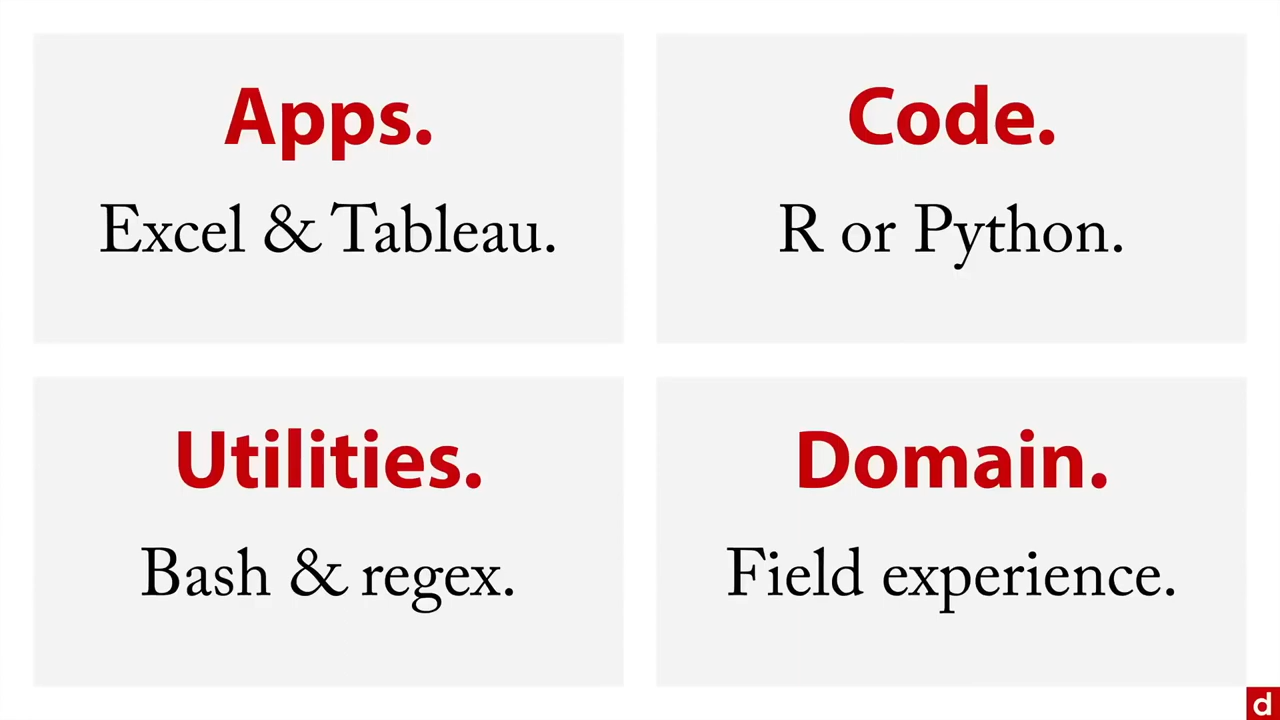 Apps.
Excel & Tableau.
Code.
R or Python.
Utilities.
Bash & regex.
Domain.
Field experience.
d